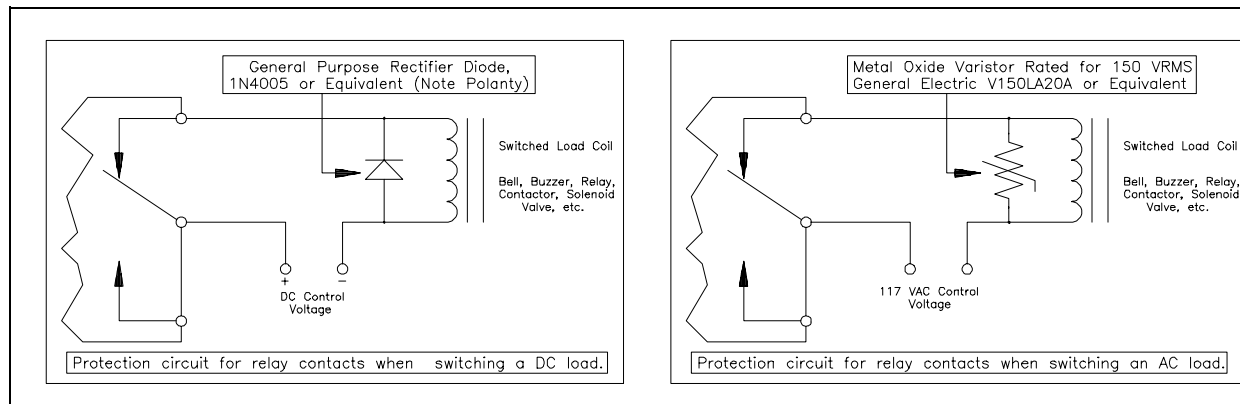 General Purpose Rectifier Diode,
1N4005 or Equivalent (Note Polanty)
Switched Load Coil
Bell, Buzzer, Relay,
Contactor, Solenoid
Valve, etc.
+
−
DC Control
Voltage
Protection circuit for relay contacts when switching a DC load.
Metal Oxide Varistor Rated for 150 VRMS
General Electric V150LA20A or Equivalent
Switched Load Coil
Bell, Buzzer, Relay,
Contactor, Solenoid
Valve, etc.
117 VAC Control
Voltage
Protection circuit for relay contacts when switching an AC load.